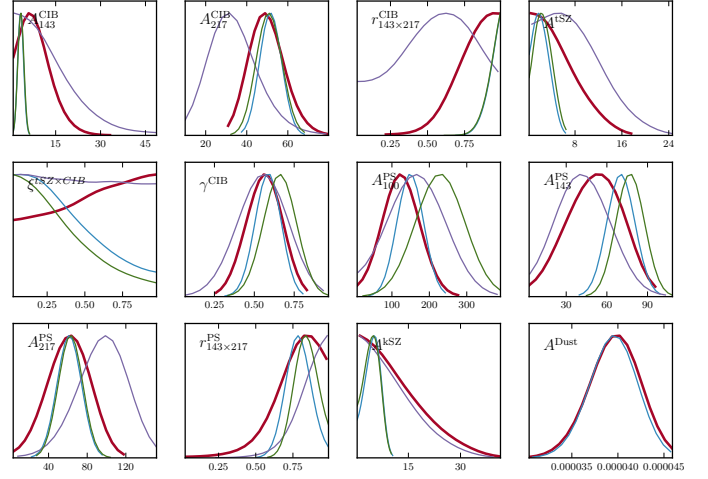 A^CIB_143 A^CIB_217 r^CIB_143×217 A^tSZ
15 30 45 20 40 60 0.25 0.50 0.75 8 16 24
ξ^tSZ×CIB γ^CIB A^PS_100 A^PS_143
0.25 0.50 0.75 0.25 0.50 0.75 100 200 300 30 60 90
A^PS_217 r^PS_143×217 A^kSZ A^Dust
40 80 120 0.25 0.50 0.75 15 30 0.000035 0.000040 0.000045